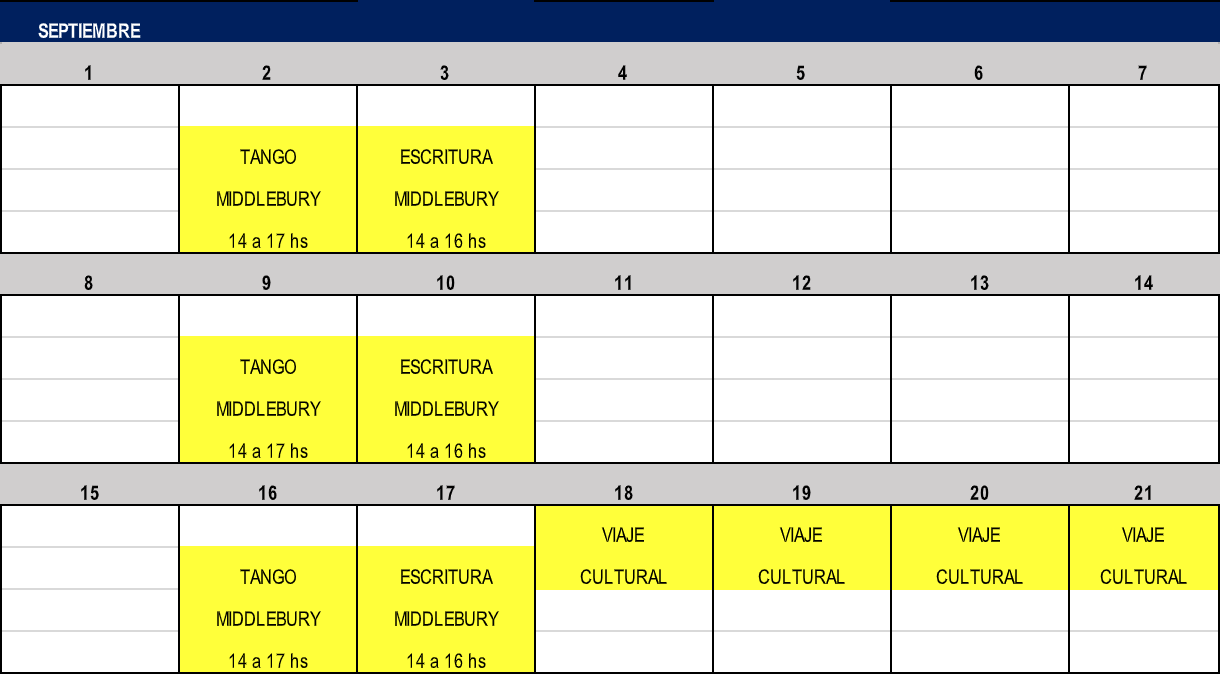 SEPTIEMBRE
1 2 3 4 5 6 7
TANGO ESCRITURA
MIDDLEBURY MIDDLEBURY
14 a 17 hs 14 a 16 hs
8 9 10 11 12 13 14
TANGO ESCRITURA
MIDDLEBURY MIDDLEBURY
14 a 17 hs 14 a 16 hs
15 16 17 18 19 20 21
VIAJE VIAJE VIAJE VIAJE
TANGO ESCRITURA CULTURAL CULTURAL CULTURAL CULTURAL
MIDDLEBURY MIDDLEBURY
14 a 17 hs 14 a 16 hs